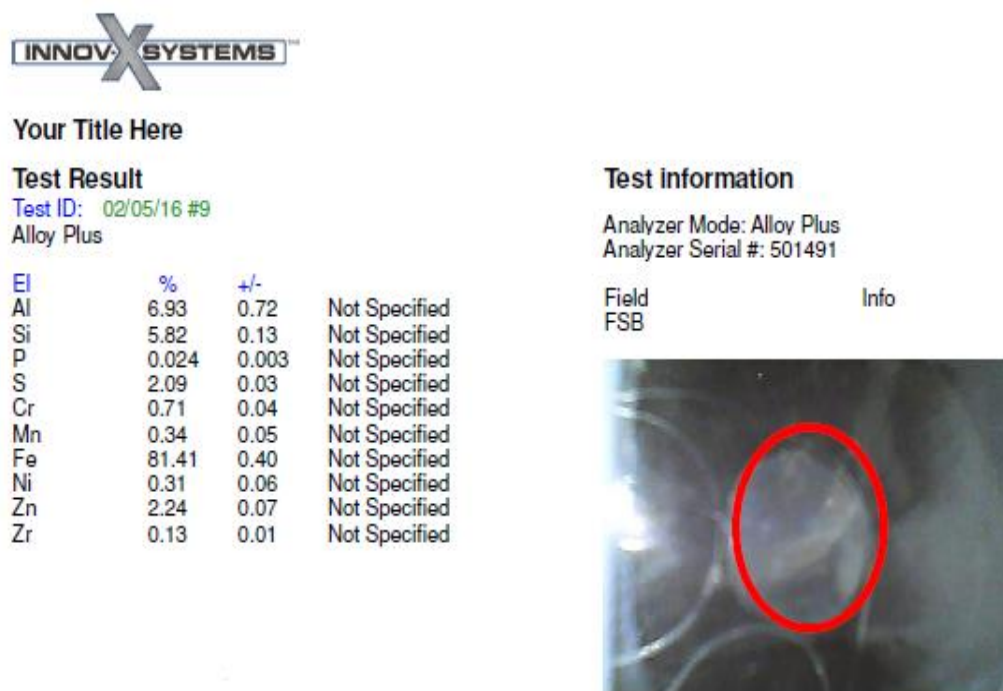 INNOV-X SYSTEMS™
Your Title Here
Test Result
Test ID: 02/05/16 #9
Alloy Plus
El % +/-
Al 6.93 0.72 Not Specified
Si 5.82 0.13 Not Specified
P 0.024 0.003 Not Specified
S 2.09 0.03 Not Specified
Cr 0.71 0.04 Not Specified
Mn 0.34 0.05 Not Specified
Fe 81.41 0.40 Not Specified
Ni 0.31 0.06 Not Specified
Zn 2.24 0.07 Not Specified
Zr 0.13 0.01 Not Specified
Test information
Analyzer Mode: Alloy Plus
Analyzer Serial #: 501491
Field Info
FSB